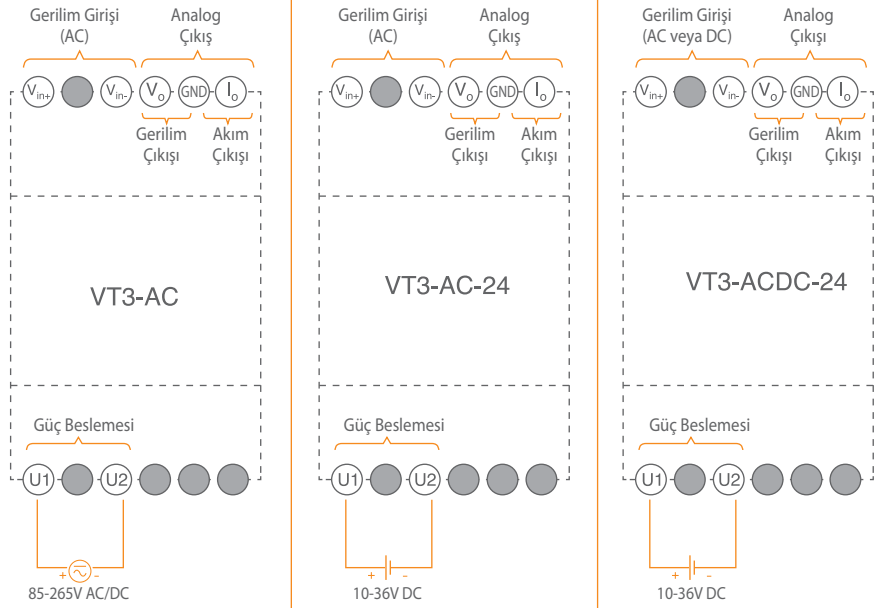 Gerilim Girişi
(AC)
Analog
Çıkış
Vin+
Vin-
Vo
GND
Io
Gerilim
Çıkışı
Akım
Çıkışı
VT3-AC
Güç Beslemesi
U1
U2
+
-
85-265V AC/DC
Gerilim Girişi
(AC)
Analog
Çıkış
Vin+
Vin-
Vo
GND
Io
Gerilim
Çıkışı
Akım
Çıkışı
VT3-AC-24
Güç Beslemesi
U1
U2
+
-
10-36V DC
Gerilim Girişi
(AC veya DC)
Analog
Çıkışı
Vin+
Vin-
Vo
GND
Io
Gerilim
Çıkışı
Akım
Çıkışı
VT3-ACDC-24
Güç Beslemesi
U1
U2
+
-
10-36V DC